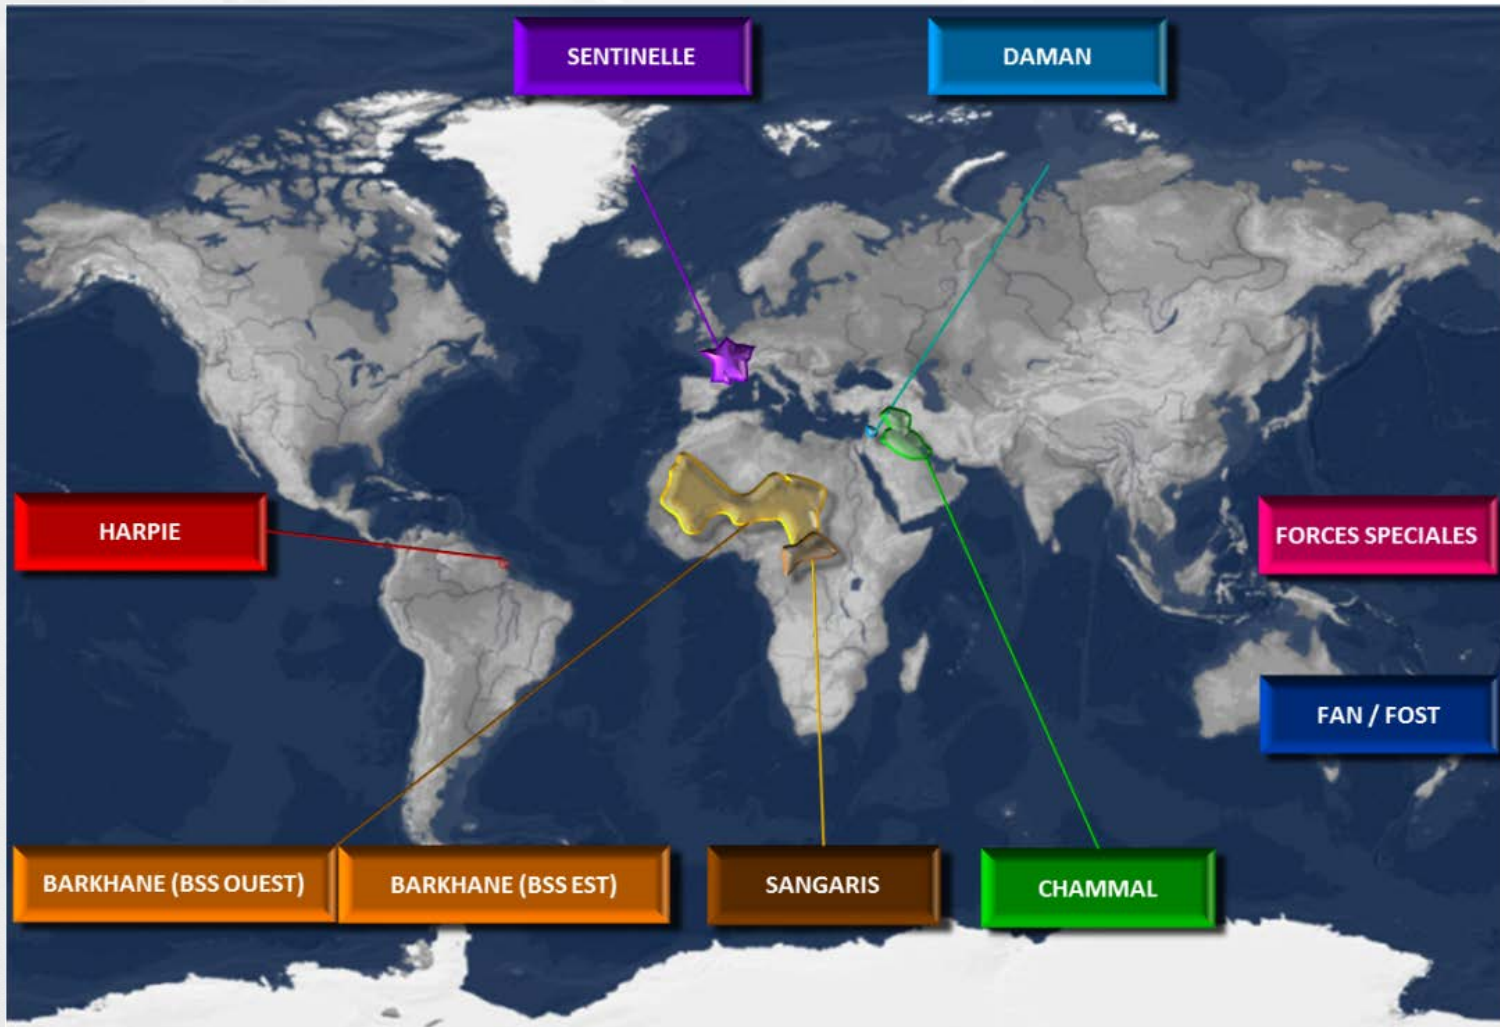 SENTINELLE
DAMAN
HARPIE
FORCES SPECIALES
FAN / FOST
BARKHANE (BSS OUEST)
BARKHANE (BSS EST)
SANGARIS
CHAMMAL